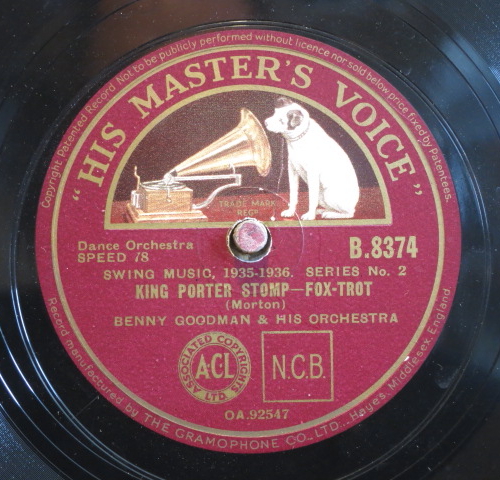 Copyright Patented Record Not to be publicly performed without licence nor sold below price fixed by patentees.
"HIS MASTER'S VOICE"
TRADE MARK
REGD
Dance Orchestra
SPEED 78
B.8374
SWING MUSIC, 1935-1936. SERIES No. 2
KING PORTER STOMP—FOX-TROT
(Morton)
BENNY GOODMAN & HIS ORCHESTRA
ASSOCIATED COPYRIGHTS LTD.
A·CL
N.C.B.
OA.92547
Record manufactured by THE GRAMOPHONE CO., LTD., Hayes, Middlesex, England.